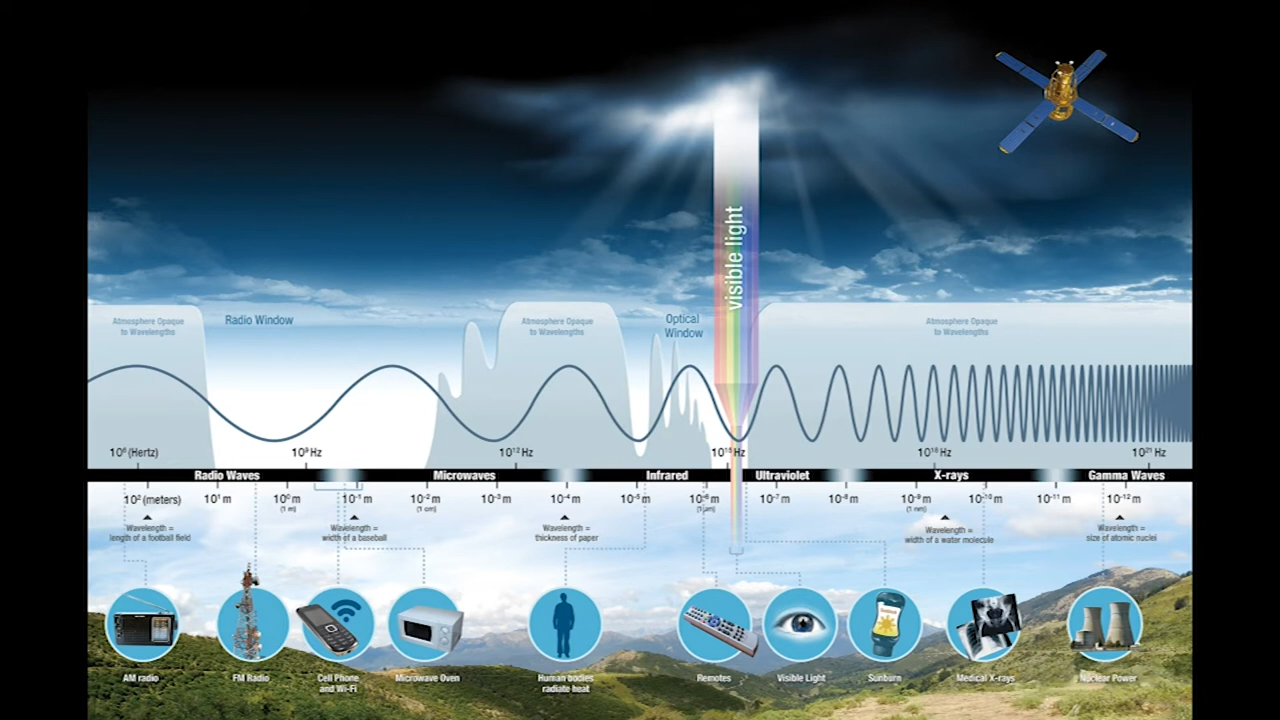 visible light
Atmosphere Opaque
to Wavelengths
Radio Window
Atmosphere Opaque
to Wavelengths
Optical
Window
Atmosphere Opaque
to Wavelengths
10⁶ (Hertz) 10⁹ Hz 10¹² Hz 10¹⁵ Hz 10¹⁸ Hz 10²¹ Hz
Radio Waves Microwaves Infrared Ultraviolet X-rays Gamma Waves
10² (meters) 10¹ m 10⁰ m 10⁻¹ m 10⁻² m 10⁻³ m 10⁻⁴ m 10⁻⁵ m 10⁻⁶ m 10⁻⁷ m 10⁻⁸ m 10⁻⁹ m 10⁻¹⁰ m 10⁻¹¹ m 10⁻¹² m
(1 m) (1 cm) (1 µm) (1 nm)
Wavelength =
length of a football field
Wavelength =
width of a baseball
Wavelength =
thickness of paper
Wavelength =
width of a water molecule
Wavelength =
size of atomic nuclei
AM radio
FM Radio
Cell Phone
and Wi-Fi
Microwave Oven
Human bodies
radiate heat
Remotes
Visible Light
Sunburn
Medical X-rays
Nuclear Power